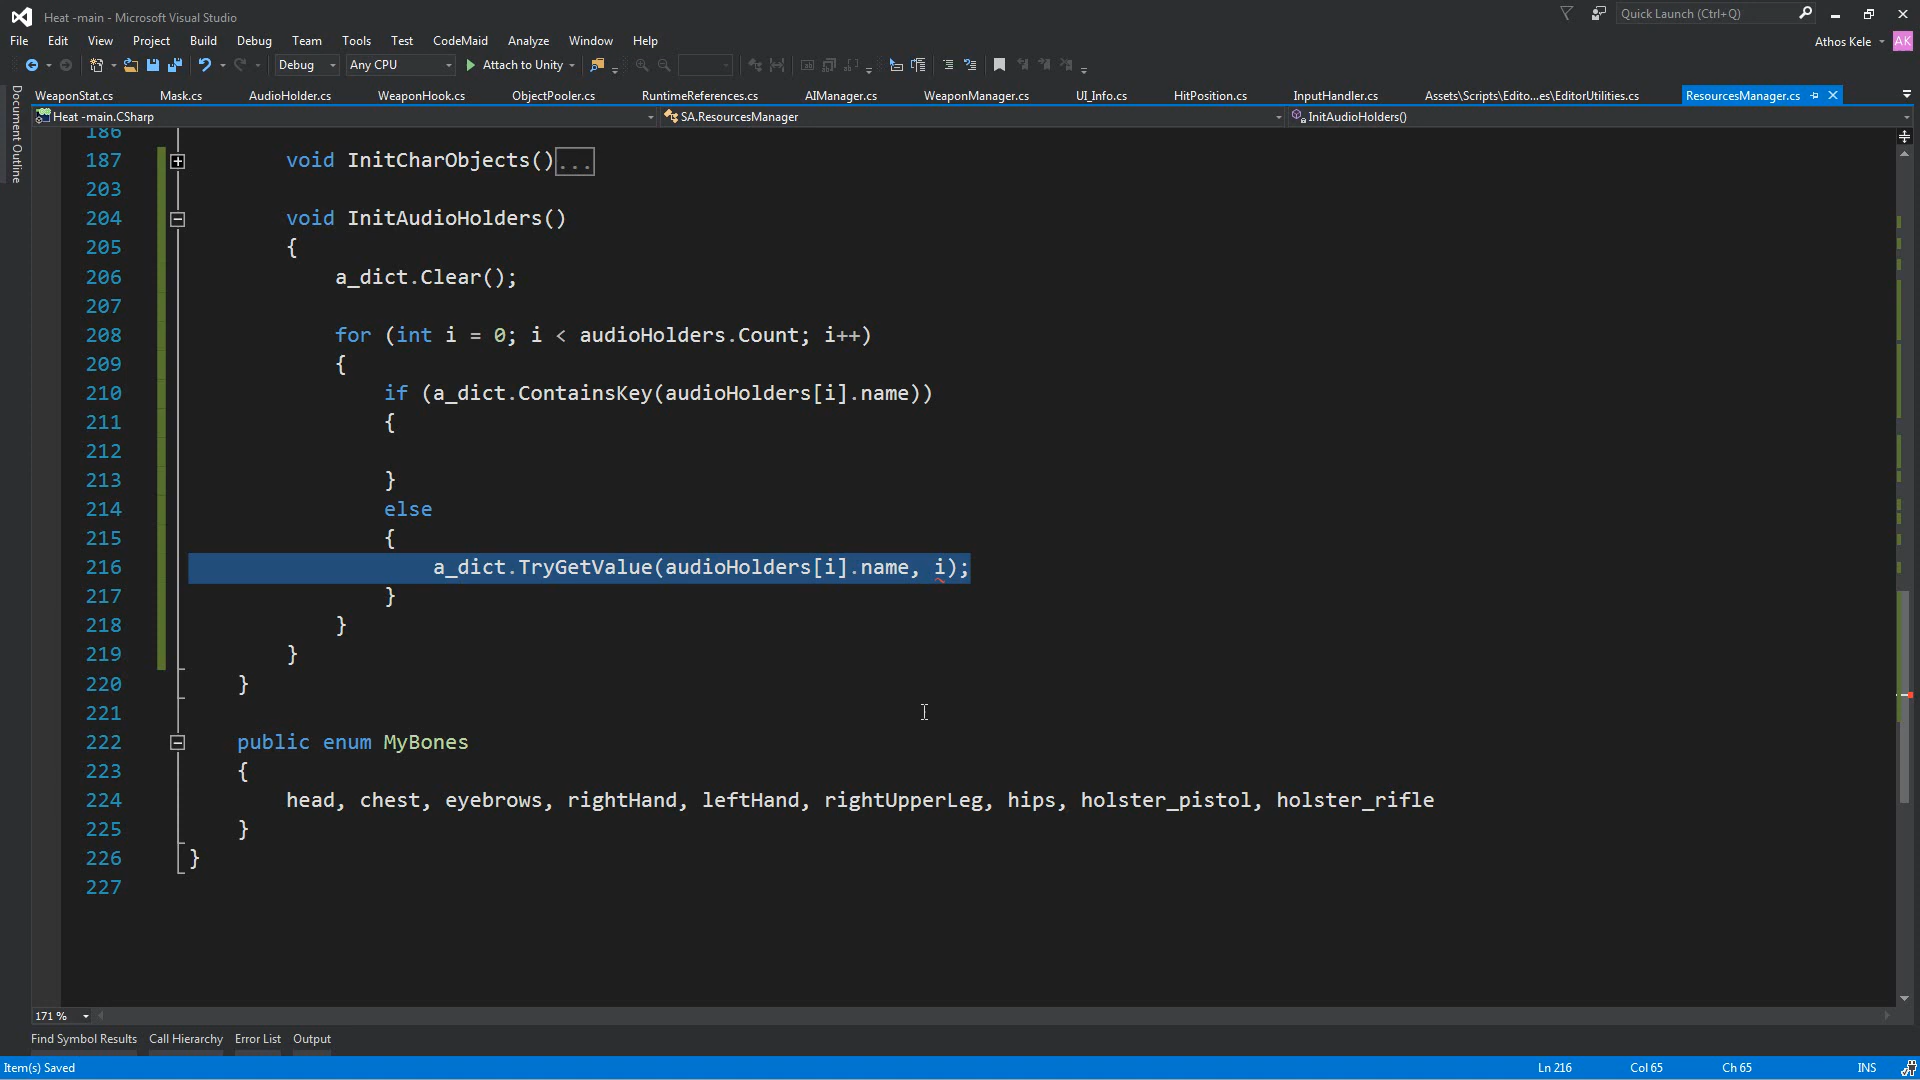 Heat -main - Microsoft Visual Studio
Quick Launch (Ctrl+Q)
File Edit View Project Build Debug Team Tools Test CodeMaid Analyze Window Help
Athos Kele AK
Debug Any CPU Attach to Unity
Document Outline
WeaponStat.cs Mask.cs AudioHolder.cs WeaponHook.cs ObjectPooler.cs RuntimeReferences.cs AIManager.cs WeaponManager.cs UI_Info.cs HitPosition.cs InputHandler.cs Assets\Scripts\Edito...es\EditorUtilities.cs ResourcesManager.cs
Heat -main.CSharp SA.ResourcesManager InitAudioHolders()
186
187 void InitCharObjects()...
203
204 void InitAudioHolders()
205 {
206 a_dict.Clear();
207
208 for (int i = 0; i < audioHolders.Count; i++)
209 {
210 if (a_dict.ContainsKey(audioHolders[i].name))
211 {
212
213 }
214 else
215 {
216 a_dict.TryGetValue(audioHolders[i].name, i);
217 }
218 }
219 }
220 }
221
222 public enum MyBones
223 {
224 head, chest, eyebrows, rightHand, leftHand, rightUpperLeg, hips, holster_pistol, holster_rifle
225 }
226 }
227
171 %
Find Symbol Results Call Hierarchy Error List Output
Item(s) Saved Ln 216 Col 65 Ch 65 INS